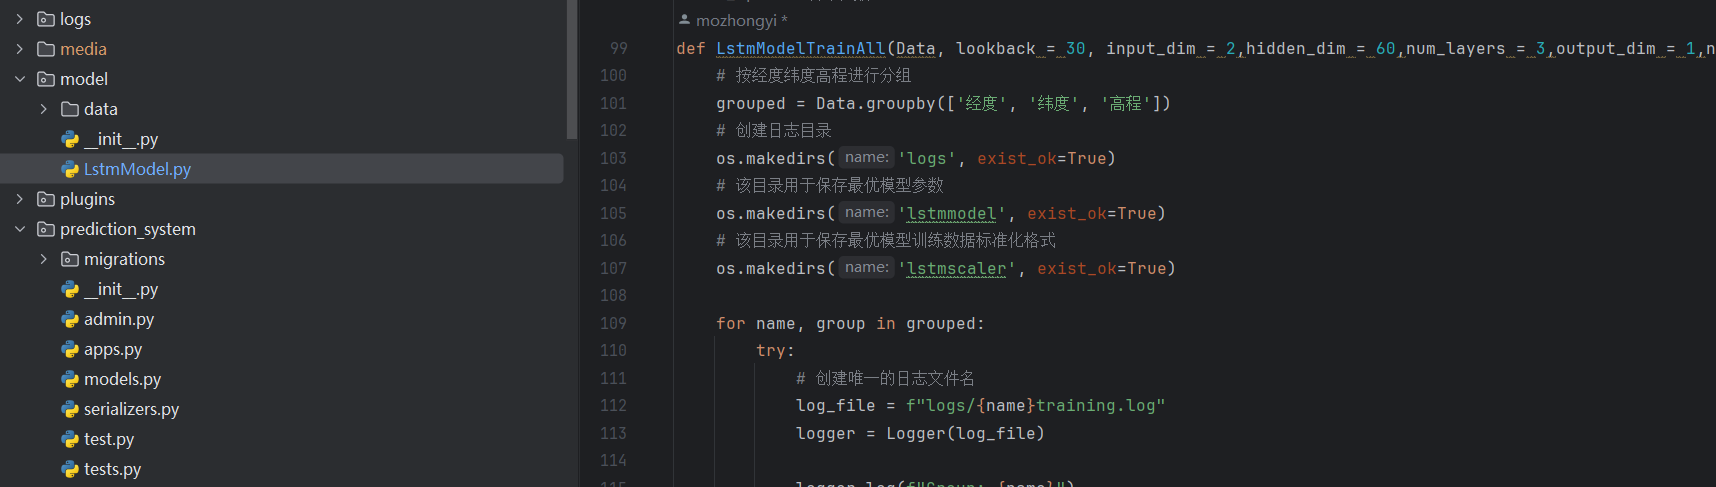 logs
media
model
data
__init__.py
LstmModel.py
plugins
prediction_system
migrations
__init__.py
admin.py
apps.py
models.py
serializers.py
test.py
tests.py
mozhongyi *
99 def LstmModelTrainAll(Data, lookback = 30, input_dim = 2,hidden_dim = 60,num_layers = 3,output_dim = 1,n
100 # 按经度纬度高程进行分组
101 grouped = Data.groupby(['经度', '纬度', '高程'])
102 # 创建日志目录
103 os.makedirs( name: 'logs', exist_ok=True)
104 # 该目录用于保存最优模型参数
105 os.makedirs( name: 'lstmmodel', exist_ok=True)
106 # 该目录用于保存最优模型训练数据标准化格式
107 os.makedirs( name: 'lstmscaler', exist_ok=True)
108
109 for name, group in grouped:
110 try:
111 # 创建唯一的日志文件名
112 log_file = f"logs/{name}training.log"
113 logger = Logger(log_file)
114
115 logger.log(f"Group: {name}")